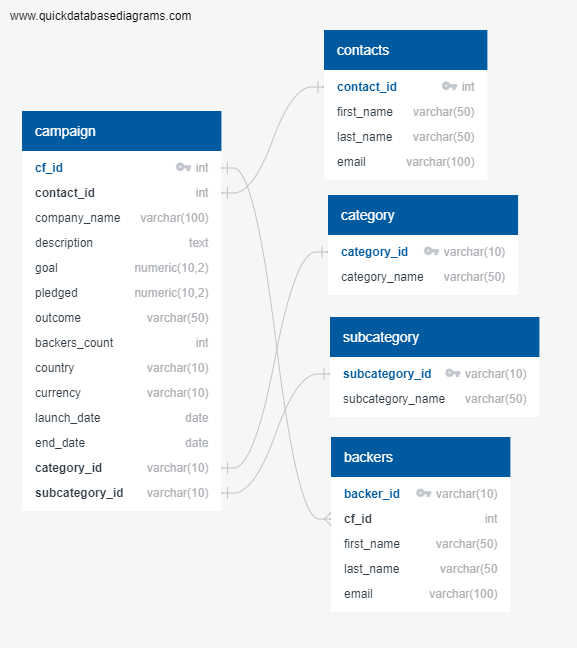 www.quickdatabasediagrams.com
campaign
cf_id int
contact_id int
company_name varchar(100)
description text
goal numeric(10,2)
pledged numeric(10,2)
outcome varchar(50)
backers_count int
country varchar(10)
currency varchar(10)
launch_date date
end_date date
category_id varchar(10)
subcategory_id varchar(10)
contacts
contact_id int
first_name varchar(50)
last_name varchar(50)
email varchar(100)
category
category_id varchar(10)
category_name varchar(50)
subcategory
subcategory_id varchar(10)
subcategory_name varchar(50)
backers
backer_id varchar(10)
cf_id int
first_name varchar(50)
last_name varchar(50
email varchar(100)